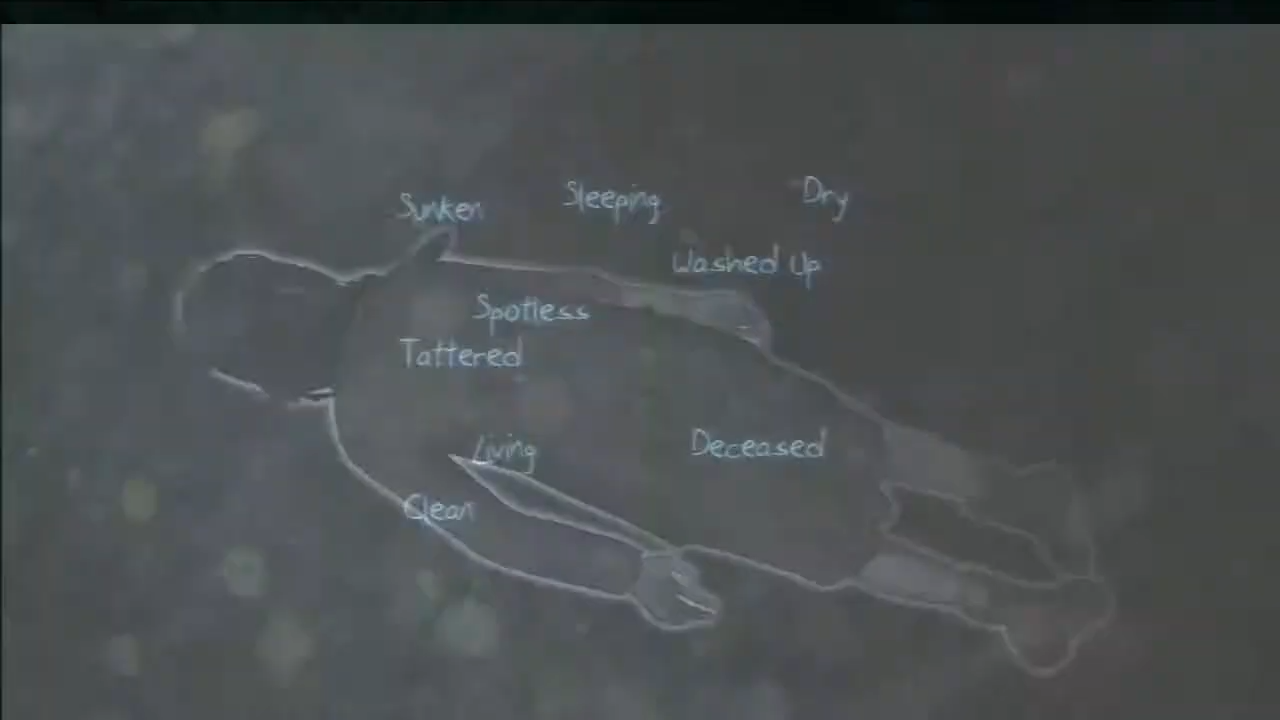 Sunken
Sleeping
Dry
Washed Up
Spotless
Tattered
Living
Deceased
Clean